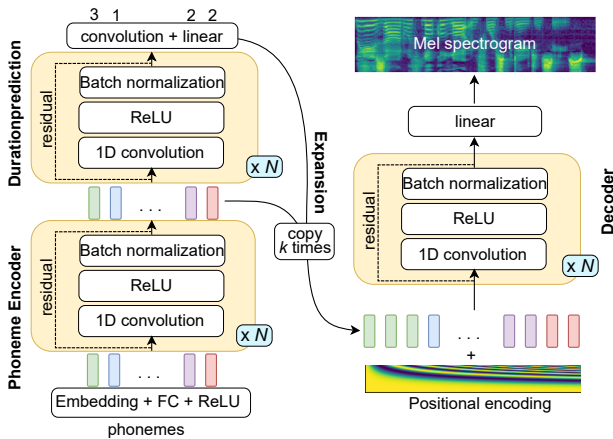 3 1 2 2
convolution + linear
Durationprediction
residual
Batch normalization
ReLU
1D convolution
x N
. . .
Phoneme Encoder
residual
Batch normalization
ReLU
1D convolution
x N
. . .
Embedding + FC + ReLU
phonemes
Expansion
copy
k times
Mel spectrogram
linear
Decoder
residual
Batch normalization
ReLU
1D convolution
x N
. . .
+
Positional encoding